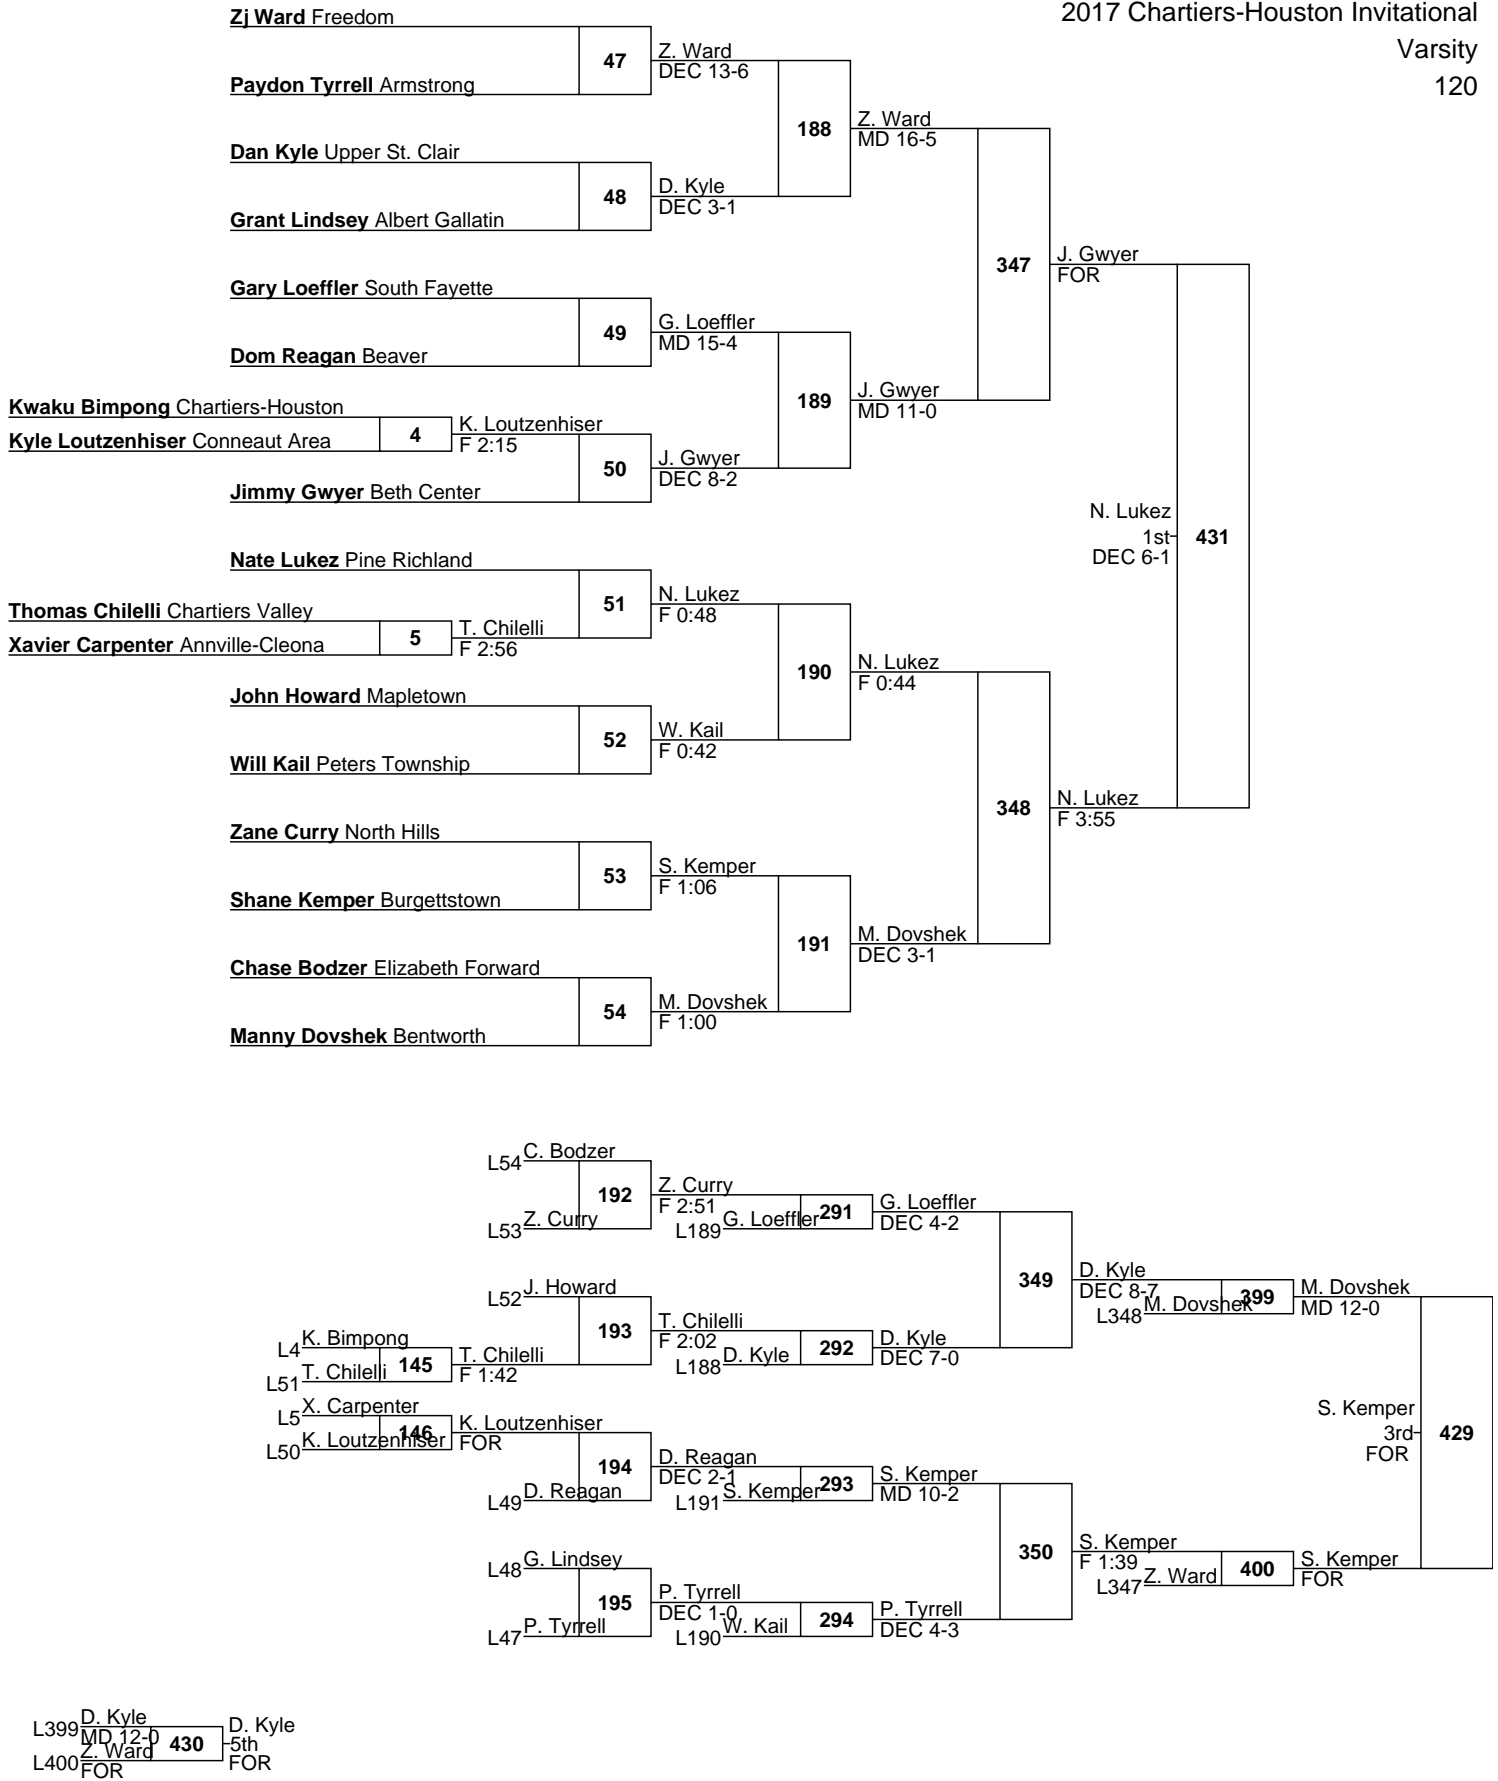 2017 Chartiers-Houston Invitational
Varsity
120
Zj Ward Freedom
47
Z. Ward
DEC 13-6
Paydon Tyrrell Armstrong
188
Z. Ward
MD 16-5
Dan Kyle Upper St. Clair
48
D. Kyle
DEC 3-1
Grant Lindsey Albert Gallatin
347
J. Gwyer
FOR
Gary Loeffler South Fayette
49
G. Loeffler
MD 15-4
Dom Reagan Beaver
189
J. Gwyer
MD 11-0
Kwaku Bimpong Chartiers-Houston
4
K. Loutzenhiser
F 2:15
Kyle Loutzenhiser Conneaut Area
50
J. Gwyer
DEC 8-2
Jimmy Gwyer Beth Center
N. Lukez
1st
DEC 6-1
431
Nate Lukez Pine Richland
51
N. Lukez
F 0:48
Thomas Chilelli Chartiers Valley
5
T. Chilelli
F 2:56
Xavier Carpenter Annville-Cleona
190
N. Lukez
F 0:44
John Howard Mapletown
52
W. Kail
F 0:42
Will Kail Peters Township
348
N. Lukez
F 3:55
Zane Curry North Hills
53
S. Kemper
F 1:06
Shane Kemper Burgettstown
191
M. Dovshek
DEC 3-1
Chase Bodzer Elizabeth Forward
54
M. Dovshek
F 1:00
Manny Dovshek Bentworth
L54 C. Bodzer
192
Z. Curry
F 2:51
L53 Z. Curry
L189 G. Loeffler
291
G. Loeffler
DEC 4-2
349
D. Kyle
DEC 8-7
L348 M. Dovshek
399
M. Dovshek
MD 12-0
L52 J. Howard
193
T. Chilelli
F 2:02
L188 D. Kyle
292
D. Kyle
DEC 7-0
L4 K. Bimpong
145
T. Chilelli
F 1:42
L51 T. Chilelli
L5 X. Carpenter
146
K. Loutzenhiser
FOR
L50 K. Loutzenhiser
S. Kemper
3rd
FOR
429
194
D. Reagan
DEC 2-1
L49 D. Reagan
L191 S. Kemper
293
S. Kemper
MD 10-2
350
S. Kemper
F 1:39
L347 Z. Ward
400
S. Kemper
FOR
L48 G. Lindsey
195
P. Tyrrell
DEC 1-0
L47 P. Tyrrell
L190 W. Kail
294
P. Tyrrell
DEC 4-3
L399 D. Kyle
MD 12-0
430
D. Kyle
5th
FOR
L400 Z. Ward
FOR